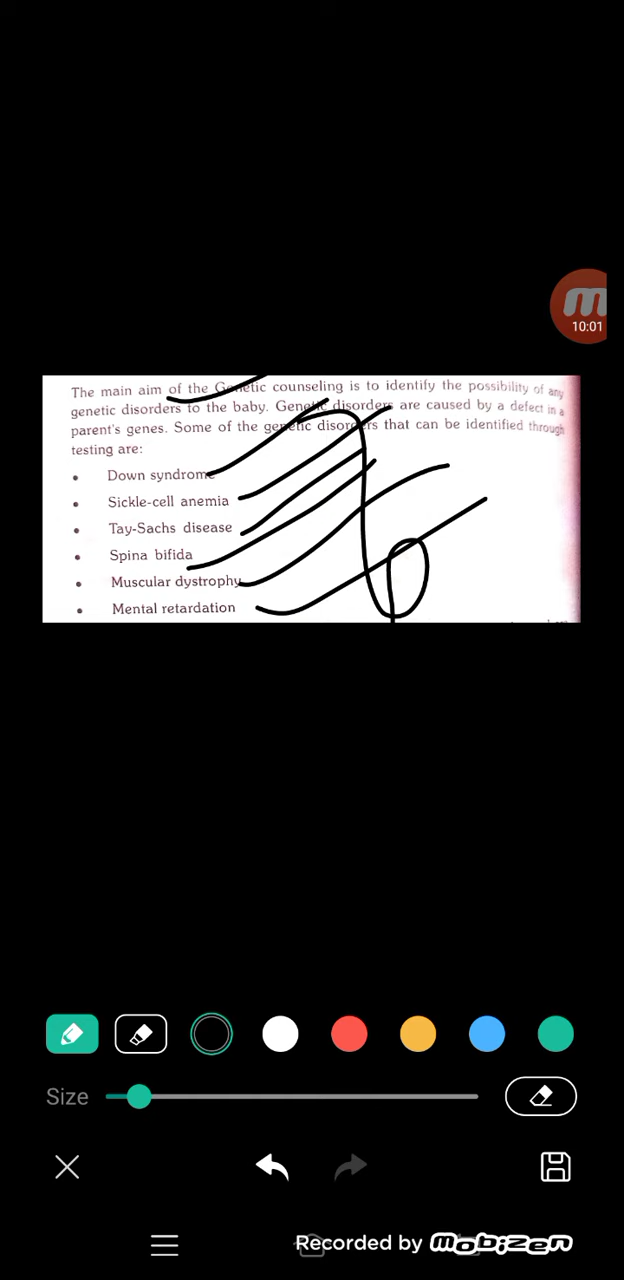 10:01
The main aim of the Genetic counseling is to identify the possibility of any
genetic disorders to the baby. Genetic disorders are caused by a defect in a
parent's genes. Some of the genetic disorders that can be identified through
testing are:
• Down syndrome
• Sickle-cell anemia
• Tay-Sachs disease
• Spina bifida
• Muscular dystrophy
• Mental retardation
Size
Recorded by mobizen